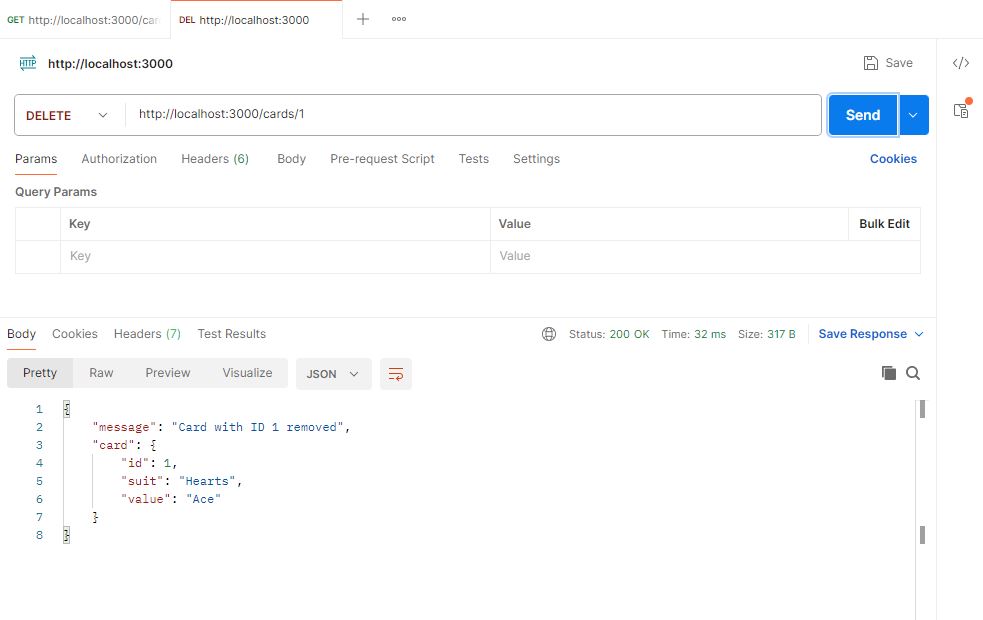 GET http://localhost:3000/car
DEL http://localhost:3000
HTTP http://localhost:3000
Save
DELETE http://localhost:3000/cards/1
Send
Params Authorization Headers (6) Body Pre-request Script Tests Settings Cookies
Query Params
Key Value Bulk Edit
Key Value
Body Cookies Headers (7) Test Results Status: 200 OK Time: 32 ms Size: 317 B Save Response
Pretty Raw Preview Visualize JSON
1 {
2 "message": "Card with ID 1 removed",
3 "card": {
4 "id": 1,
5 "suit": "Hearts",
6 "value": "Ace"
7 }
8 }